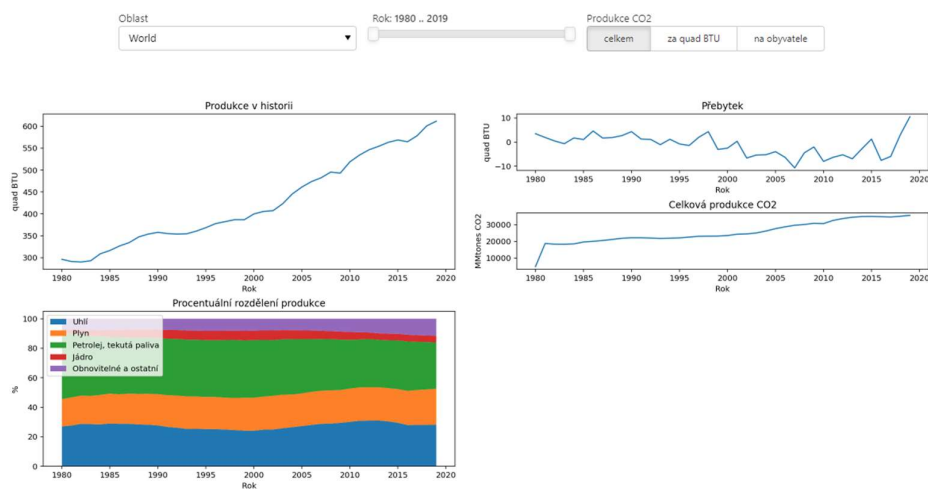 Oblast
World
Rok: 1980 .. 2019
Produkce CO2
celkem
za quad BTU
na obyvatele
Produkce v historii
quad BTU
600
550
500
450
400
350
300
1980 1985 1990 1995 2000 2005 2010 2015 2020
Rok
Přebytek
quad BTU
10
0
−10
1980 1985 1990 1995 2000 2005 2010 2015 2020
Rok
Celková produkce CO2
MMtones CO2
30000
20000
10000
1980 1985 1990 1995 2000 2005 2010 2015 2020
Rok
Procentuální rozdělení produkce
%
100
80
60
40
20
0
Uhlí
Plyn
Petrolej, tekutá paliva
Jádro
Obnovitelné a ostatní
1980 1985 1990 1995 2000 2005 2010 2015 2020
Rok